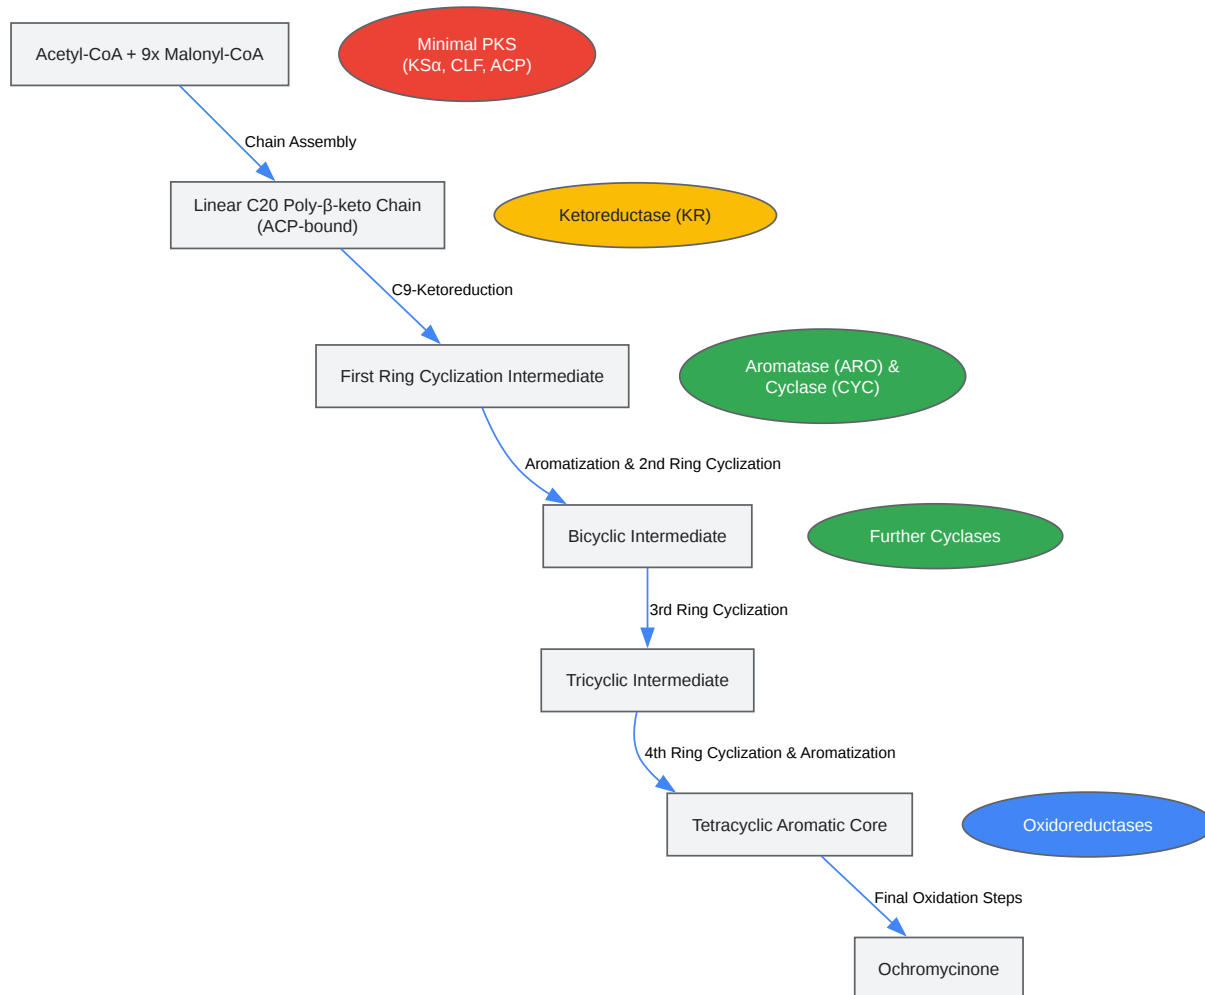 Acetyl-CoA + 9x Malonyl-CoA
Minimal PKS
(KSα, CLF, ACP)
Chain Assembly
Linear C20 Poly-β-keto Chain
(ACP-bound)
Ketoreductase (KR)
C9-Ketoreduction
First Ring Cyclization Intermediate
Aromatase (ARO) &
Cyclase (CYC)
Aromatization & 2nd Ring Cyclization
Bicyclic Intermediate
Further Cyclases
3rd Ring Cyclization
Tricyclic Intermediate
4th Ring Cyclization & Aromatization
Tetracyclic Aromatic Core
Oxidoreductases
Final Oxidation Steps
Ochromycinone